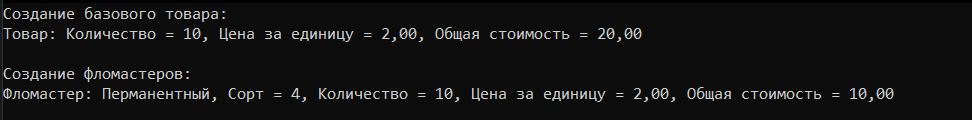 Создание базового товара:
Товар: Количество = 10, Цена за единицу = 2,00, Общая стоимость = 20,00
Создание фломастеров:
Фломастер: Перманентный, Сорт = 4, Количество = 10, Цена за единицу = 2,00, Общая стоимость = 10,00